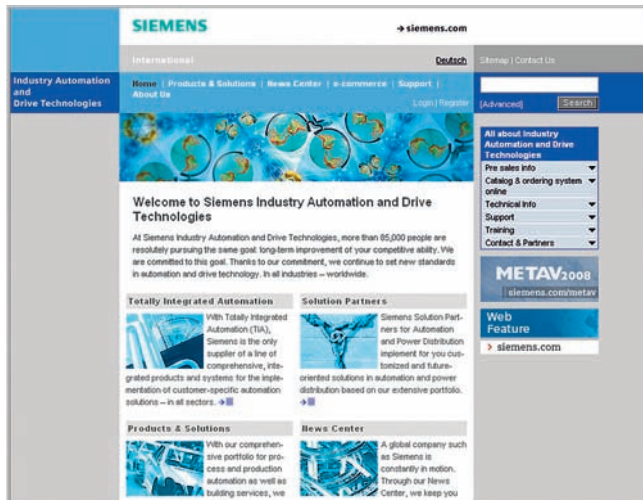 SIEMENS
→ siemens.com
International
Deutsch
Sitemap | Contact Us
Industry Automation
and
Drive Technologies
Home | Products & Solutions | News Center | e-commerce | Support |
About Us
Login | Register
[Advanced]
Search
All about Industry
Automation and Drive
Technologies
Pre sales info
Catalog & ordering system
online
Technical Info
Support
Training
Contact & Partners
METAV2008
siemens.com/metav
Web
Feature
siemens.com
Welcome to Siemens Industry Automation and Drive
Technologies
At Siemens Industry Automation and Drive Technologies, more than 85,000 people are
resolutely pursuing the same goal: long-term improvement of your competitive ability. We
are committed to this goal. Thanks to our commitment, we continue to set new standards
in automation and drive technology. In all industries – worldwide.
Totally Integrated Automation
With Totally Integrated
Automation (TIA),
Siemens is the only
supplier of a line of
comprehensive, inte-
grated products and systems for the imple-
mentation of customer-specific automation
solutions – in all sectors. →
Solution Partners
Siemens Solution Part-
ners for Automation
and Power Distribution
implement for you cus-
tomized and future-
oriented solutions in automation and power
distribution based on our extensive portfolio.
→
Products & Solutions
With our comprehen-
sive portfolio for pro-
cess and production
automation as well as
building services, we
News Center
A global company such
as Siemens is
constantly in motion.
Through our News
Center, we keep you